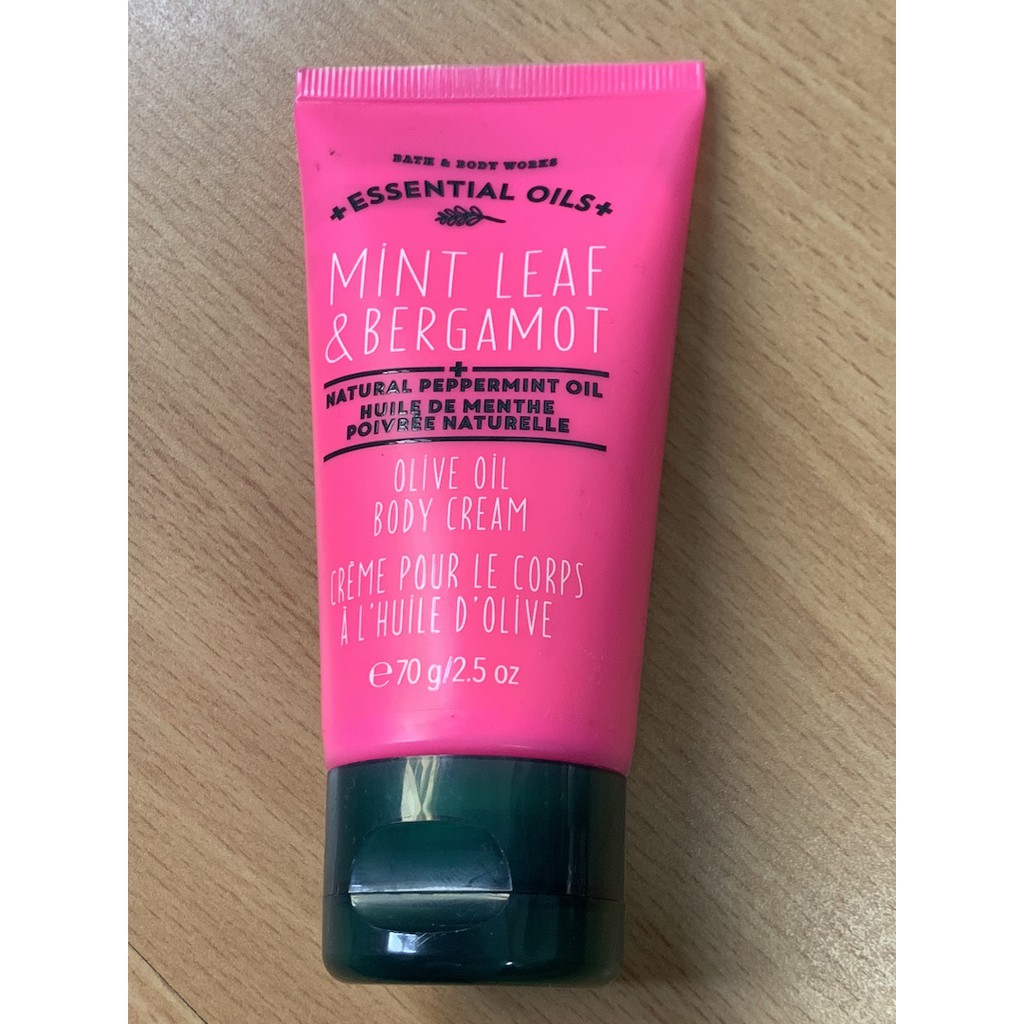 BATH & BODY WORKS
+ESSENTIAL OILS+
MINT LEAF
& BERGAMOT
+
NATURAL PEPPERMINT OIL
HUILE DE MENTHE
POIVRÉE NATURELLE
OLIVE OIL
BODY CREAM
CRÈME POUR LE CORPS
À L'HUILE D'OLIVE
℮70 g/2.5 oz